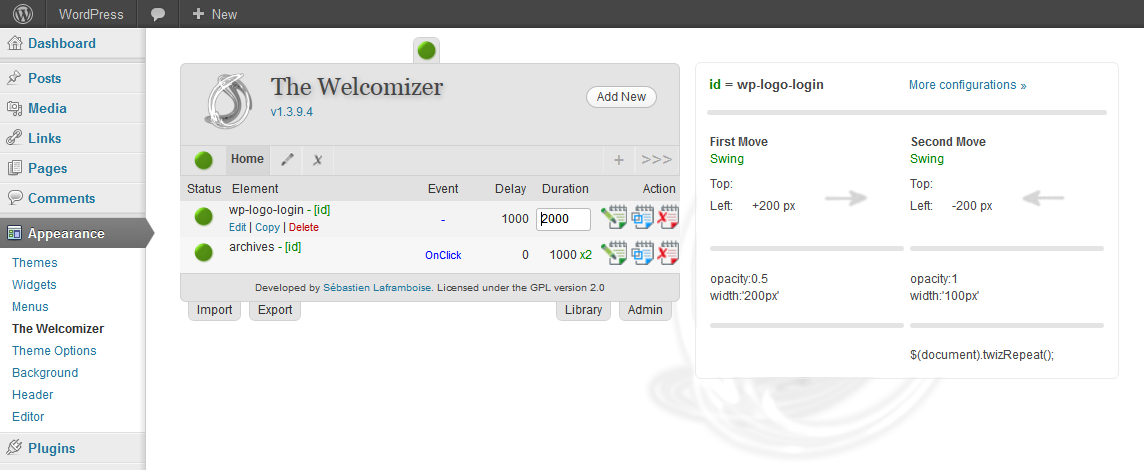 WordPress
New
Dashboard
Posts
Media
Links
Pages
Comments
Appearance
Themes
Widgets
Menus
The Welcomizer
Theme Options
Background
Header
Editor
Plugins
The Welcomizer
v1.3.9.4
Add New
Home
x
+ >>>
Status Element Event Delay Duration Action
wp-logo-login - [id] - 1000 2000
Edit | Copy | Delete
archives - [id] OnClick 0 1000 x2
Developed by Sébastien Laframboise. Licensed under the GPL version 2.0
Import Export Library Admin
id = wp-logo-login More configurations »
First Move Second Move
Swing Swing
Top: Top:
Left: +200 px Left: -200 px
opacity:0.5 opacity:1
width:'200px' width:'100px'
$(document).twizRepeat();